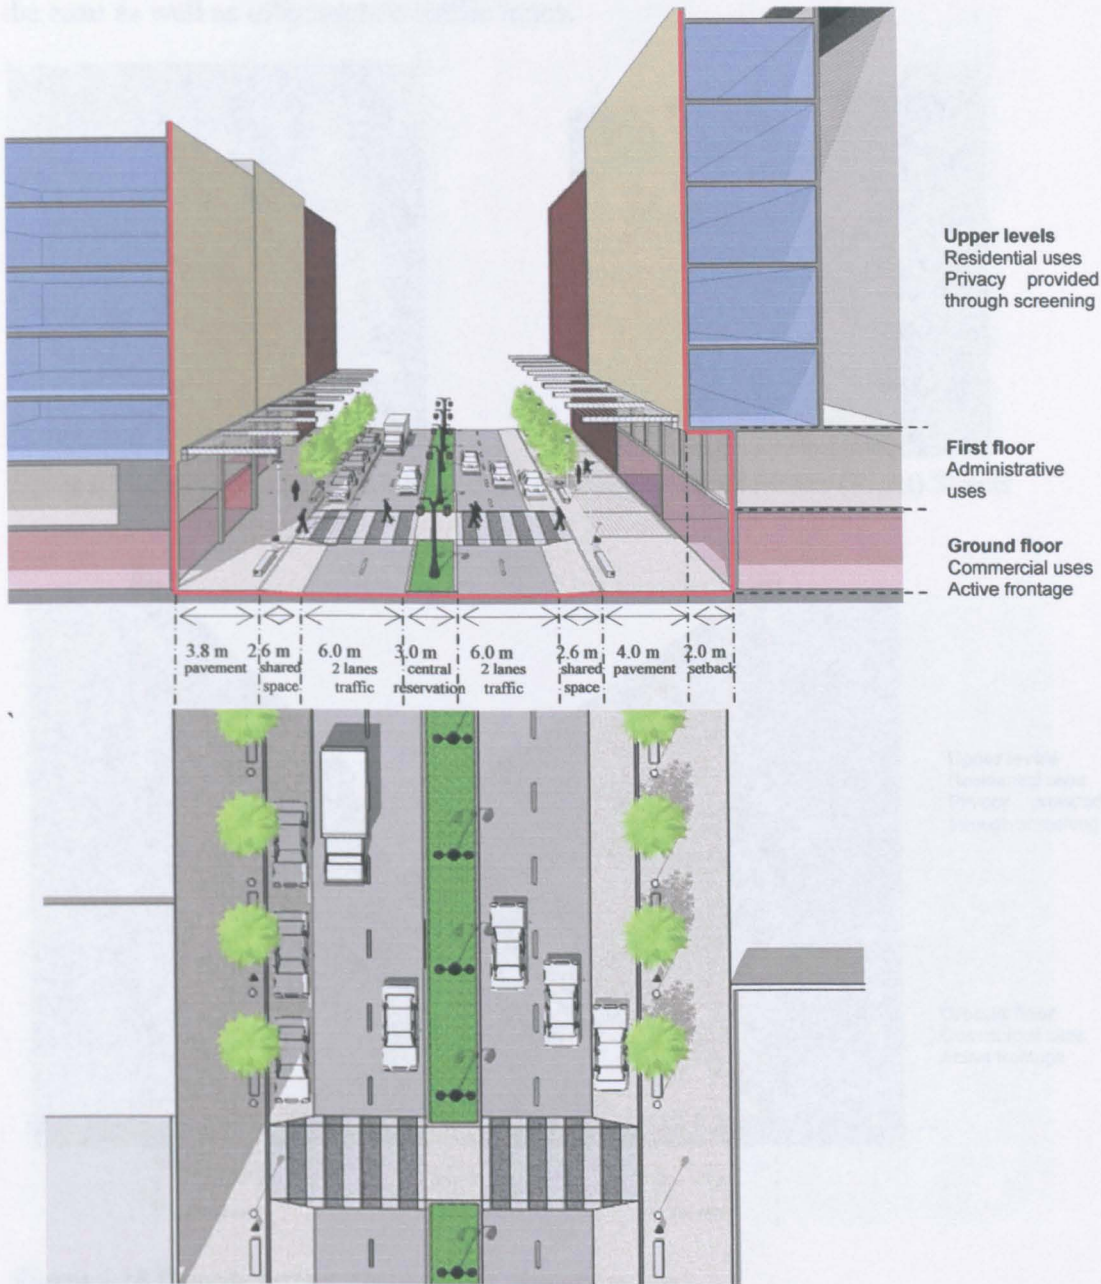 Upper levels
Residential uses
Privacy provided
through screening
First floor
Administrative
uses
Ground floor
Commercial uses
Active frontage
3.8 m 2.6 m 6.0 m 3.0 m 6.0 m 2.6 m 4.0 m 2.0 m
pavement shared 2 lanes central 2 lanes shared pavement setback
space traffic reservation traffic space